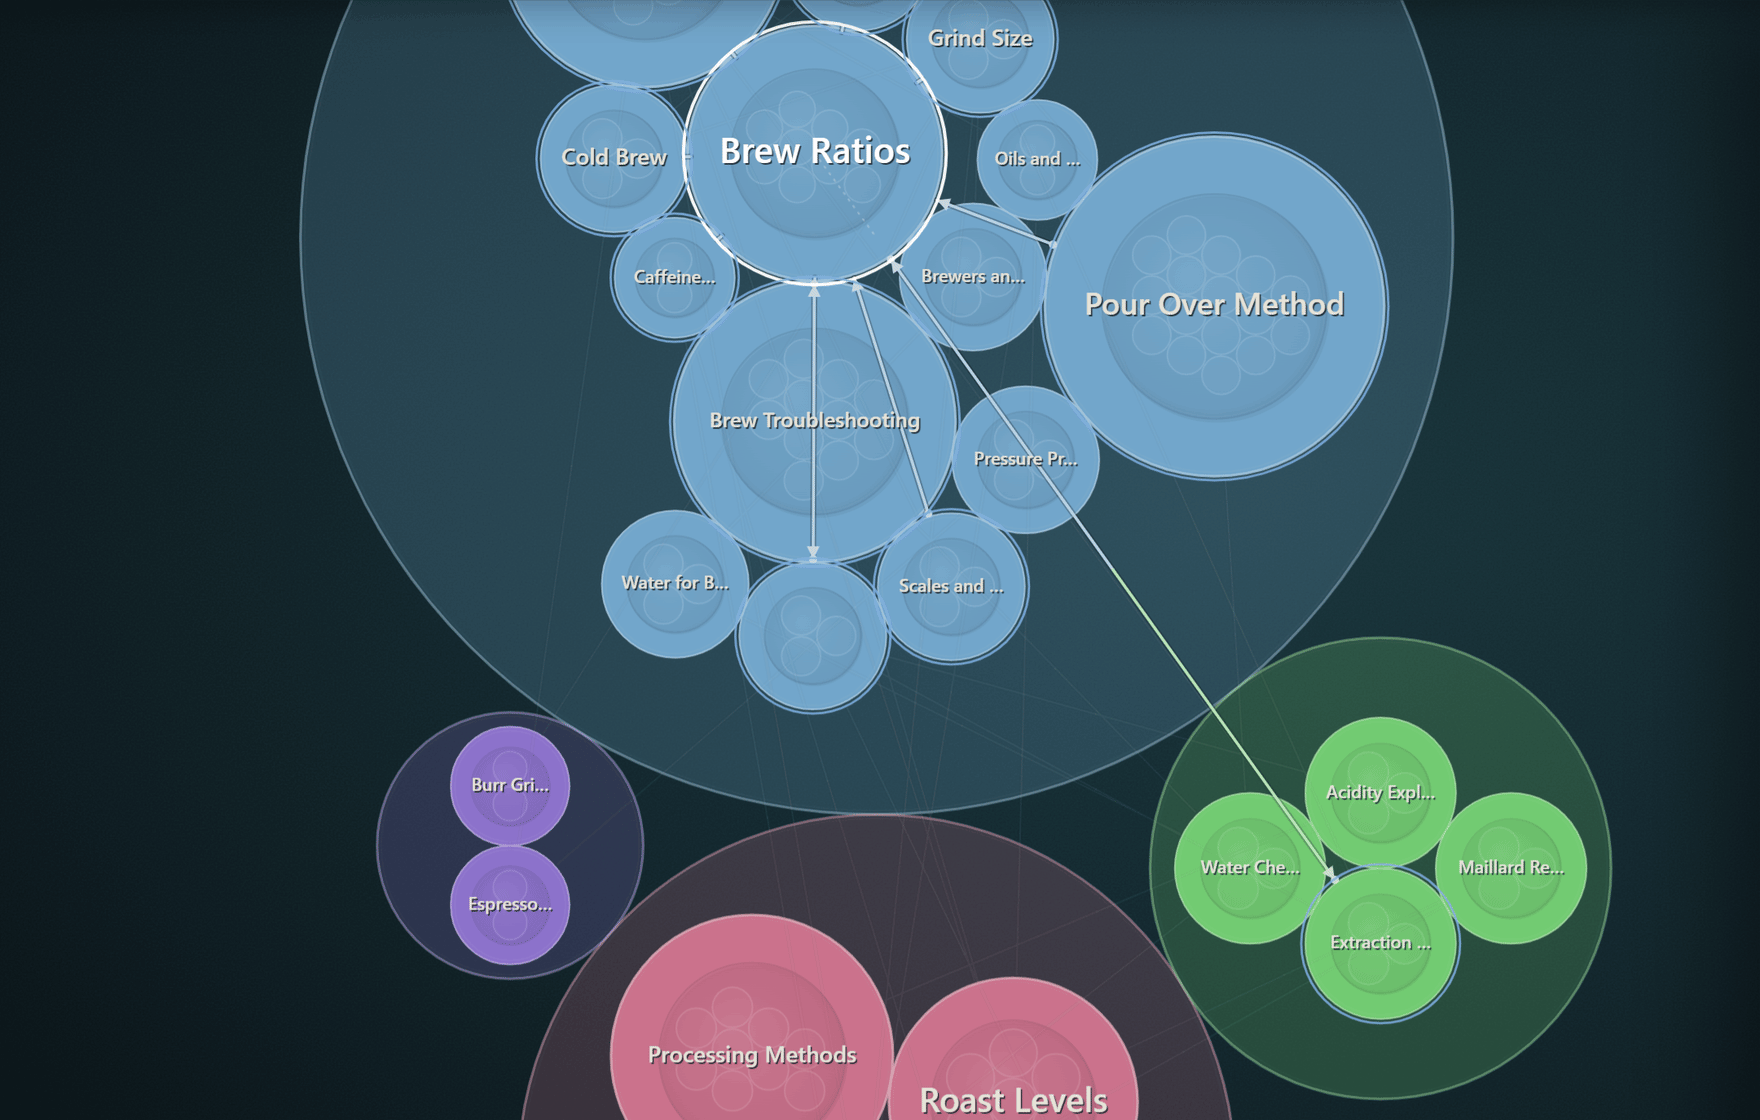 Grind Size
Brew Ratios
Cold Brew
Oils and ...
Caffeine...
Brewers an...
Pour Over Method
Brew Troubleshooting
Pressure Pr...
Water for B...
Scales and ...
Burr Gri...
Acidity Expl...
Water Che...
Maillard Re...
Espresso...
Extraction ...
Processing Methods
Roast Levels